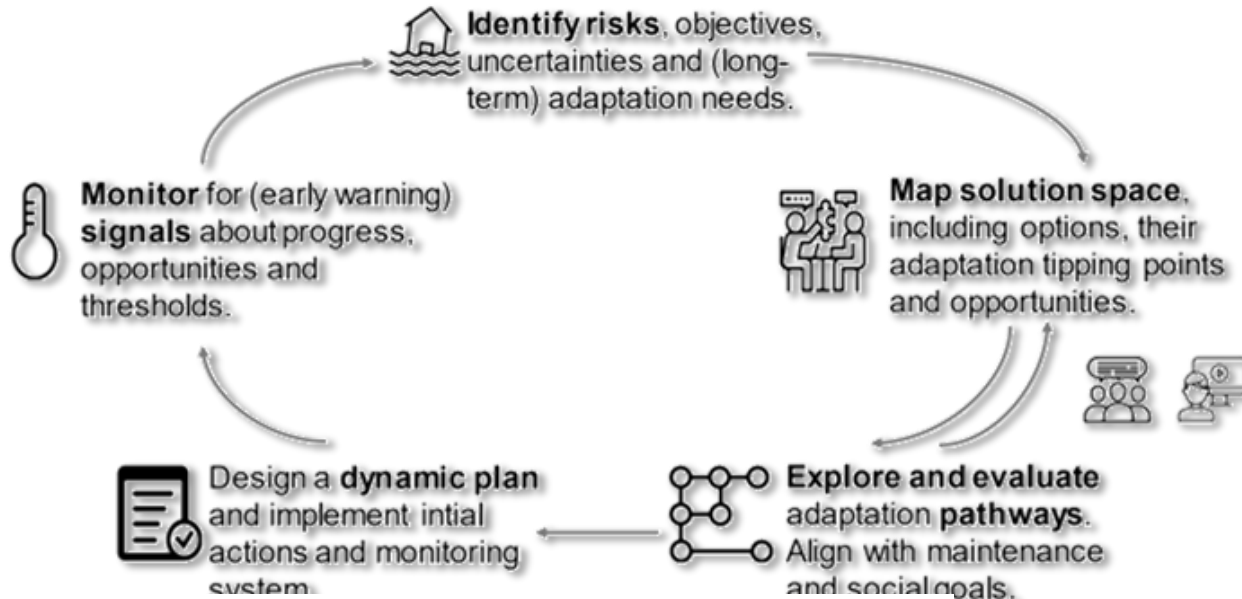 Identify risks, objectives,
uncertainties and (long-
term) adaptation needs.
Monitor for (early warning)
signals about progress,
opportunities and
thresholds.
Map solution space,
including options, their
adaptation tipping points
and opportunities.
Design a dynamic plan
and implement intial
actions and monitoring
system.
Explore and evaluate
adaptation pathways.
Align with maintenance
and social goals.